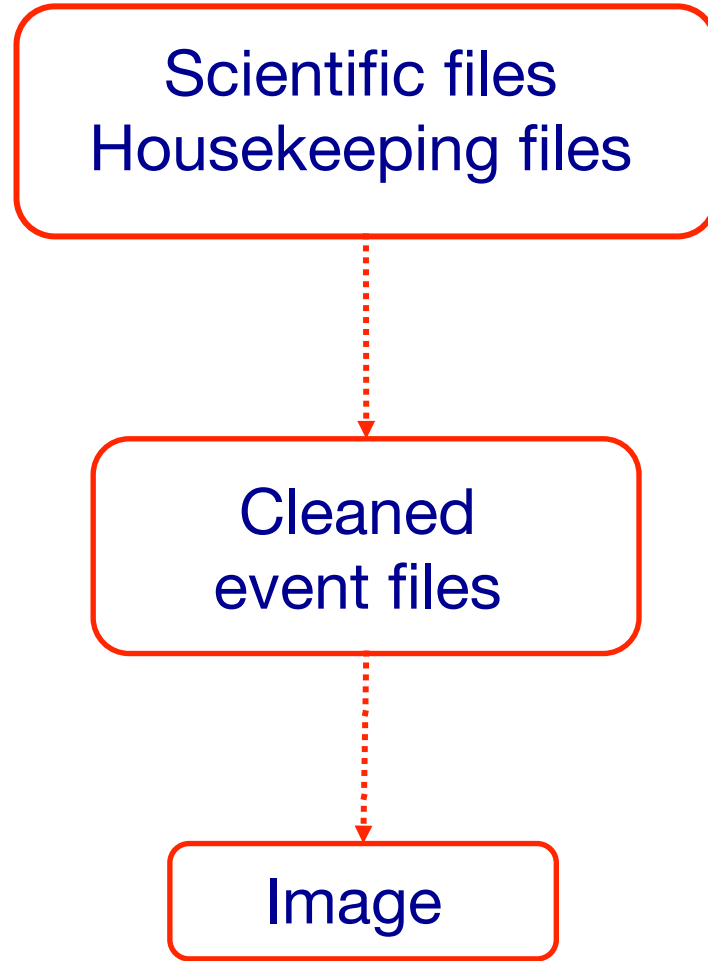 Scientific files
Housekeeping files
Cleaned
event files
Image